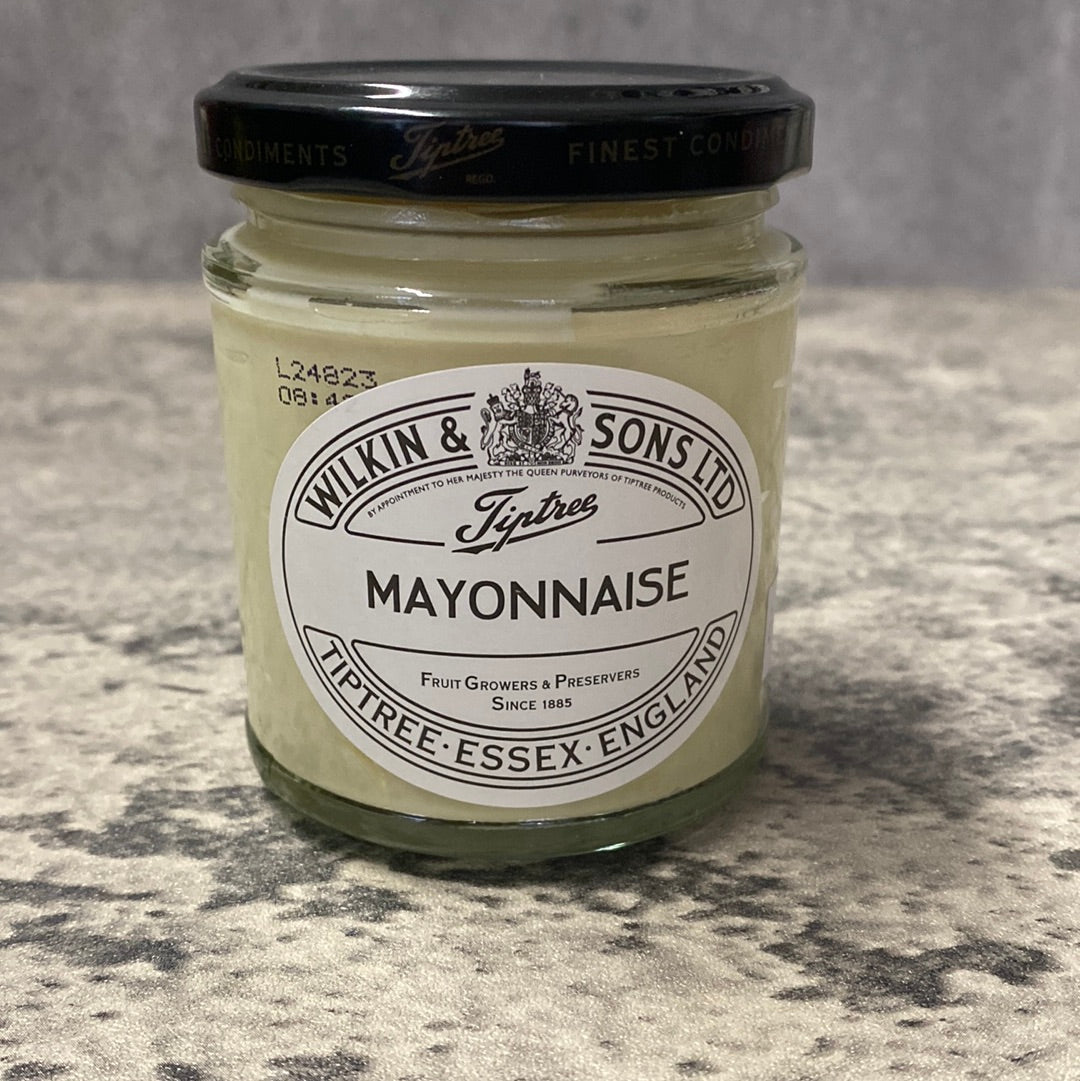 CONDIMENTS Tiptree FINEST
REGD.
L24823
WILKIN & SONS LTD
BY APPOINTMENT TO HER MAJESTY THE QUEEN PURVEYORS OF TIPTREE PRODUCTS
Tiptree
MAYONNAISE
FRUIT GROWERS & PRESERVERS
SINCE 1885
TIPTREE·ESSEX·ENGLAND